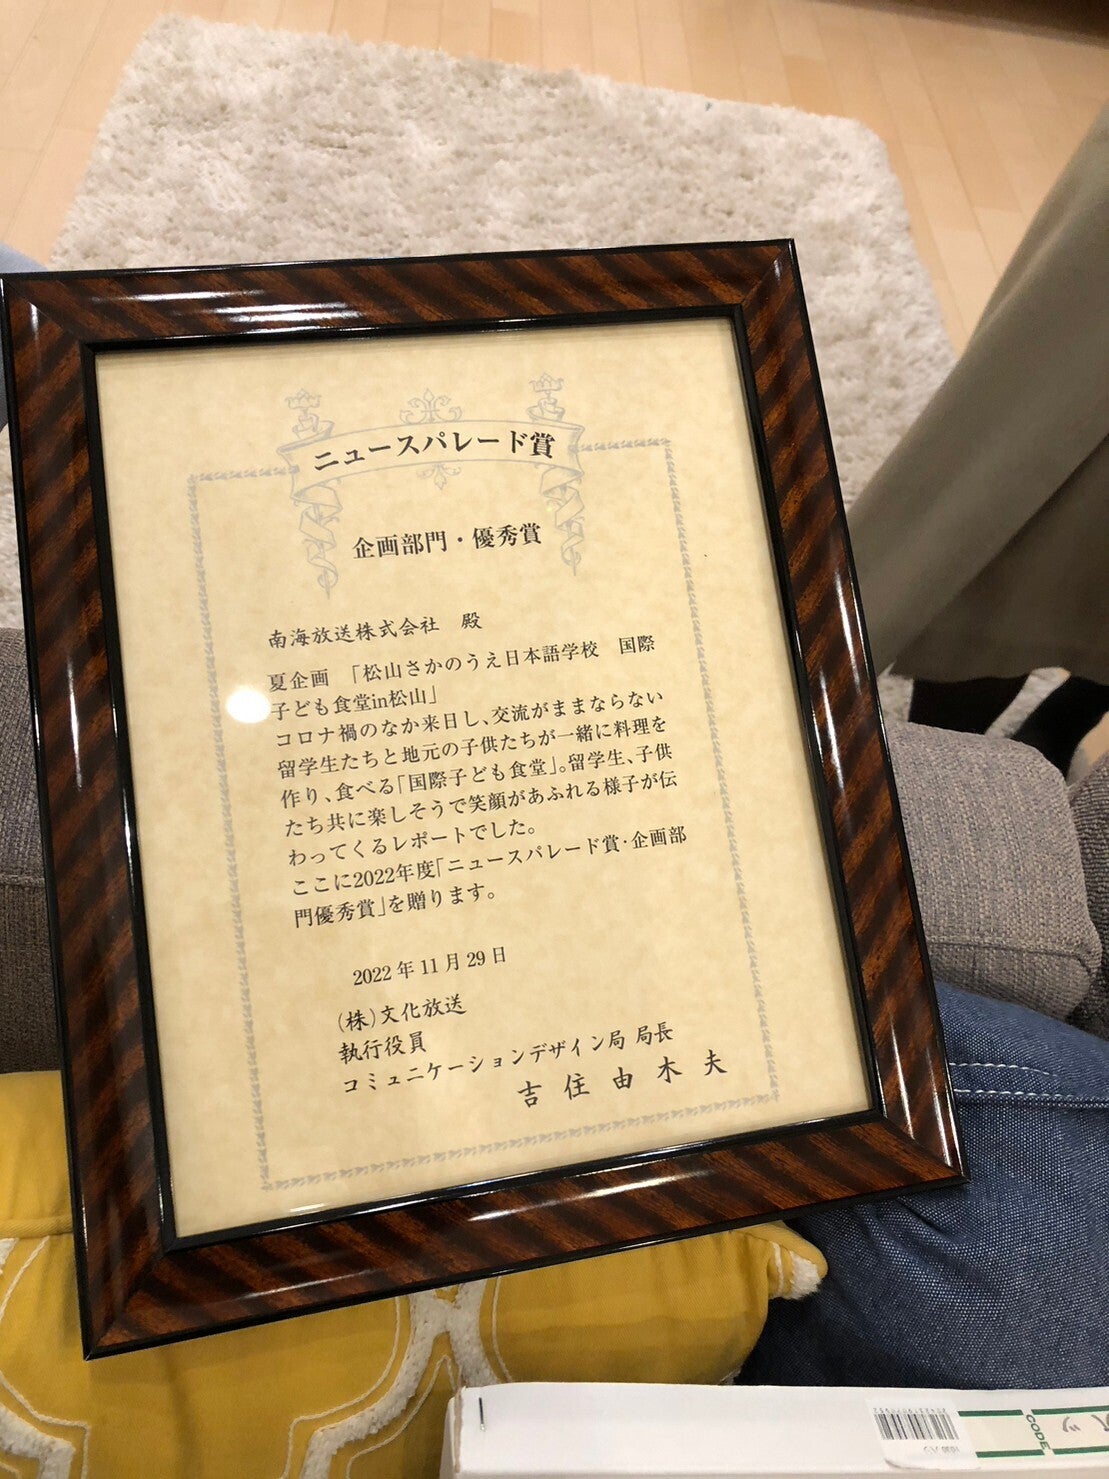 ニュースパレード賞
企画部門・優秀賞
南海放送株式会社　殿
夏企画　「松山さかのうえ日本語学校　国際
子ども食堂in松山」
コロナ禍のなか来日し、交流がままならない
留学生たちと地元の子供たちが一緒に料理を
作り、食べる「国際子ども食堂」。留学生、子供
たち共に楽しそうで笑顔があふれる様子が伝
わってくるレポートでした。
ここに2022年度「ニュースパレード賞・企画部
門優秀賞」を贈ります。
2022年11月29日
(株)文化放送
執行役員
コミュニケーションデザイン局 局長
吉住由木夫
CODE